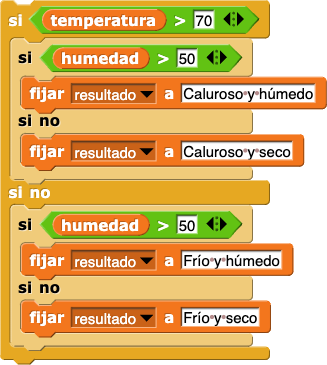 si temperatura > 70
si humedad > 50
fijar resultado a Caluroso y húmedo
si no
fijar resultado a Caluroso y seco
si no
si humedad > 50
fijar resultado a Frío y húmedo
si no
fijar resultado a Frío y seco